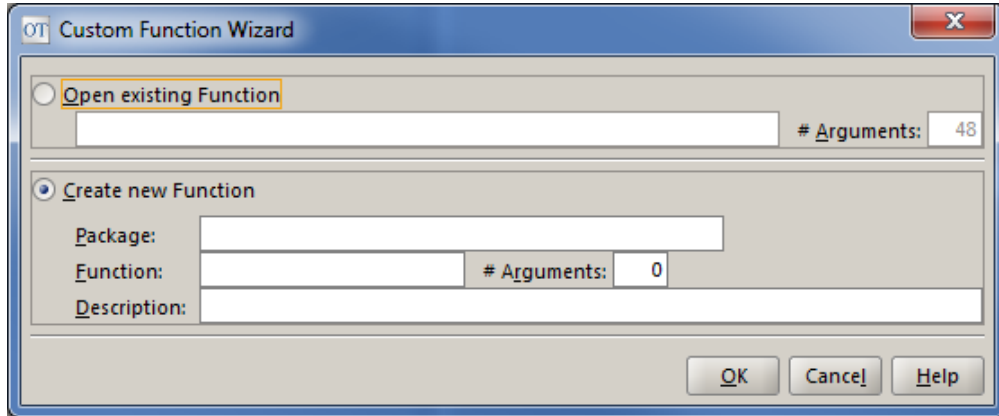 OT Custom Function Wizard
Open existing Function
# Arguments: 48
Create new Function
Package:
Function: # Arguments: 0
Description:
OK Cancel Help